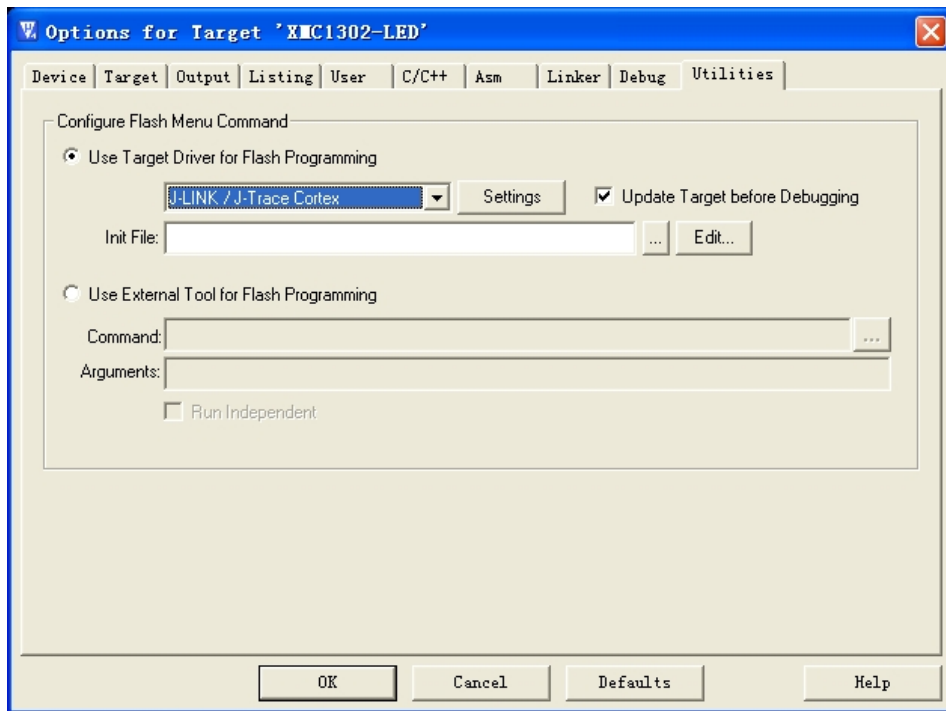 Options for Target 'XMC1302-LED'
Device Target Output Listing User C/C++ Asm Linker Debug Utilities
Configure Flash Menu Command
Use Target Driver for Flash Programming
J-LINK / J-Trace Cortex Settings Update Target before Debugging
Init File: ... Edit...
Use External Tool for Flash Programming
Command: ...
Arguments:
Run Independent
OK Cancel Defaults Help